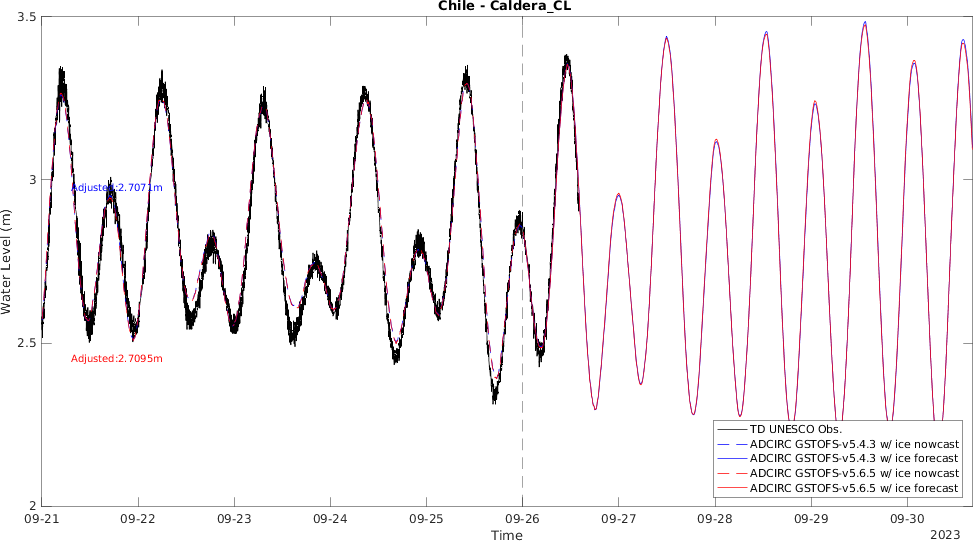 Chile - Caldera_CL
3.5
3
2.5
2
Water Level (m)
Adjusted:2.7071m
Adjusted:2.7095m
TD UNESCO Obs.
ADCIRC GSTOFS-v5.4.3 w/ ice nowcast
ADCIRC GSTOFS-v5.4.3 w/ ice forecast
ADCIRC GSTOFS-v5.6.5 w/ ice nowcast
ADCIRC GSTOFS-v5.6.5 w/ ice forecast
09-21 09-22 09-23 09-24 09-25 09-26 09-27 09-28 09-29 09-30
Time
2023